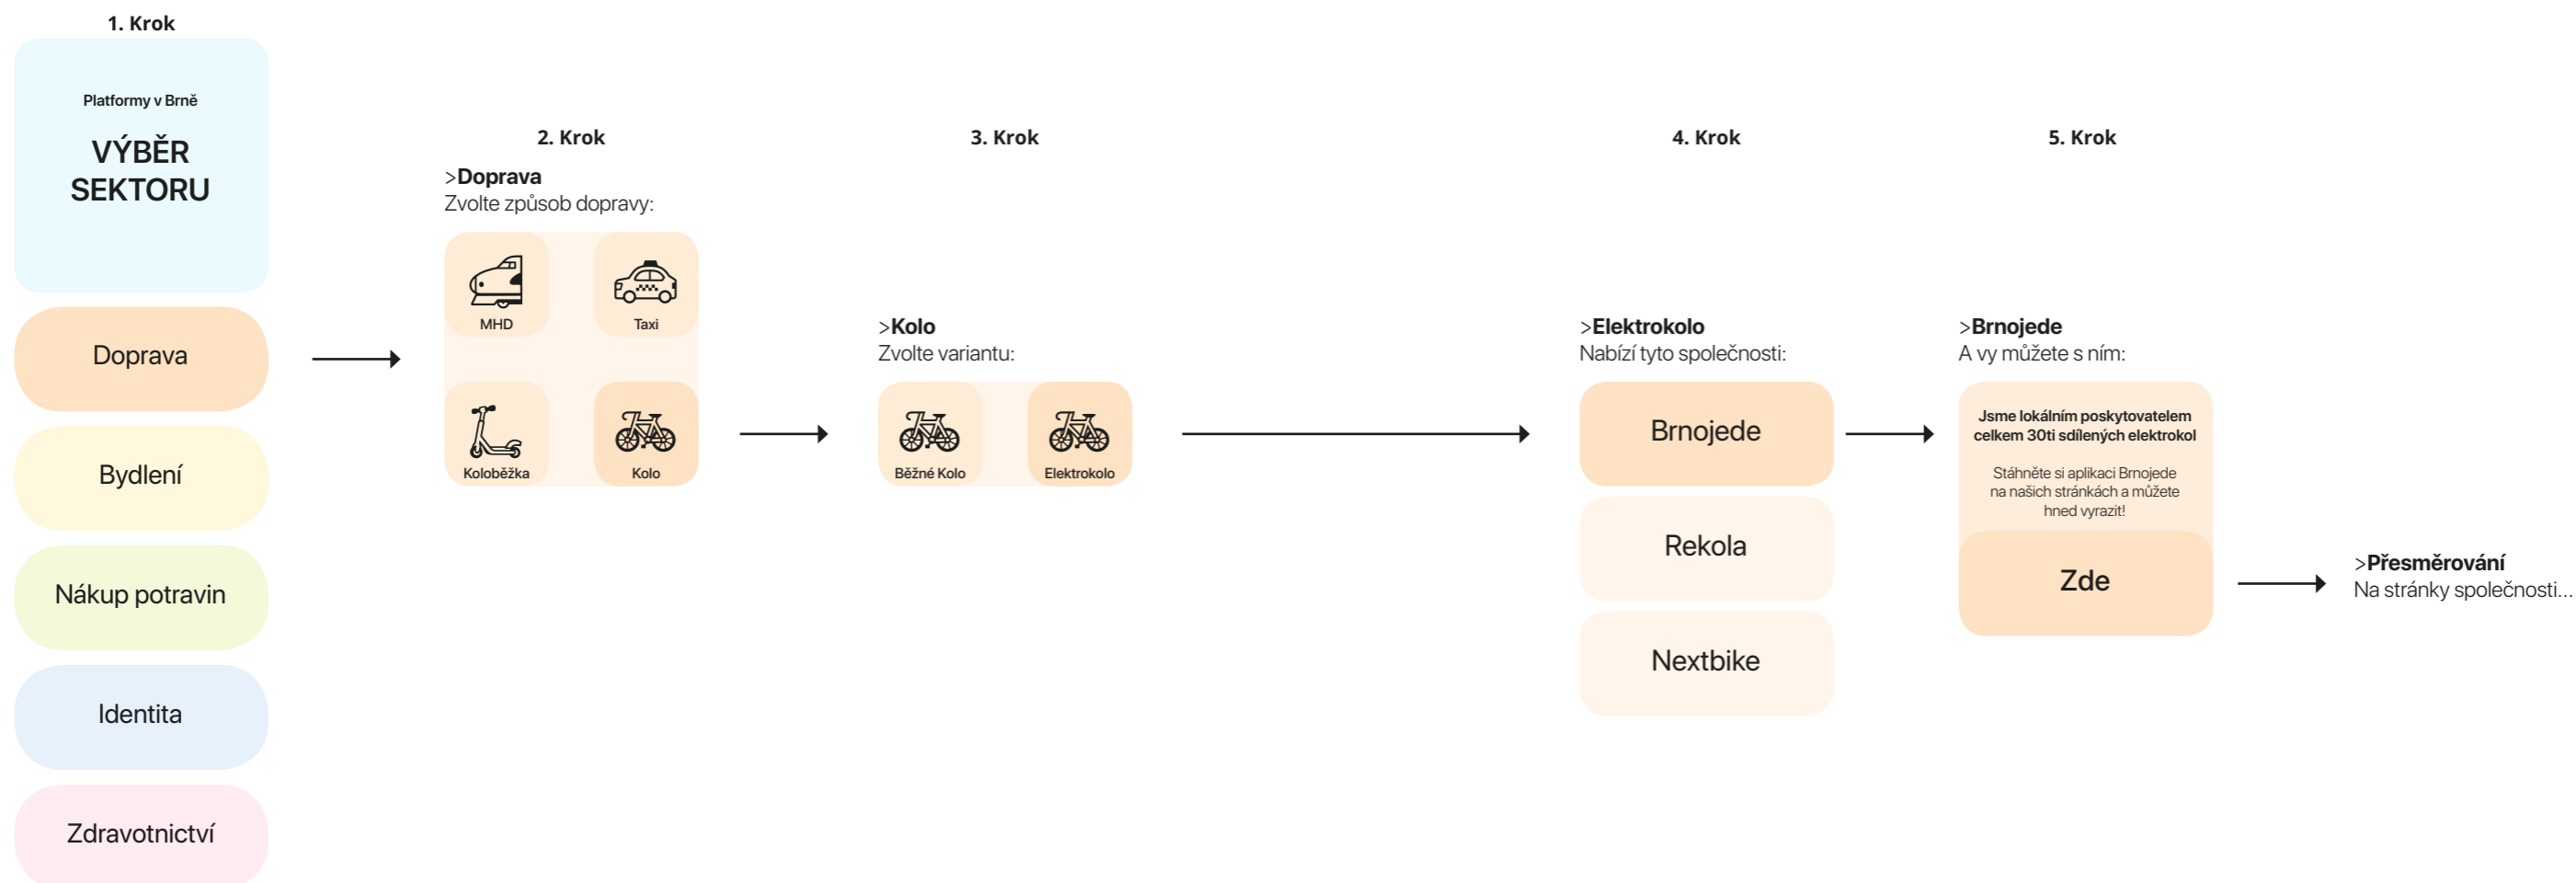 1. Krok
Platformy v Brně
VÝBĚR
SEKTORU
Doprava
Bydlení
Nákup potravin
Identita
Zdravotnictví
2. Krok
>Doprava
Zvolte způsob dopravy:
MHD
Taxi
Koloběžka
Kolo
3. Krok
>Kolo
Zvolte variantu:
Běžné Kolo
Elektrokolo
4. Krok
>Elektrokolo
Nabízí tyto společnosti:
Brnojede
Rekola
Nextbike
5. Krok
>Brnojede
A vy můžete s ním:
Jsme lokálním poskytovatelem
celkem 30ti sdílených elektrokol
Stáhněte si aplikaci Brnojede
na našich stránkách a můžete
hned vyrazit!
Zde
>Přesměrování
Na stránky společnosti...